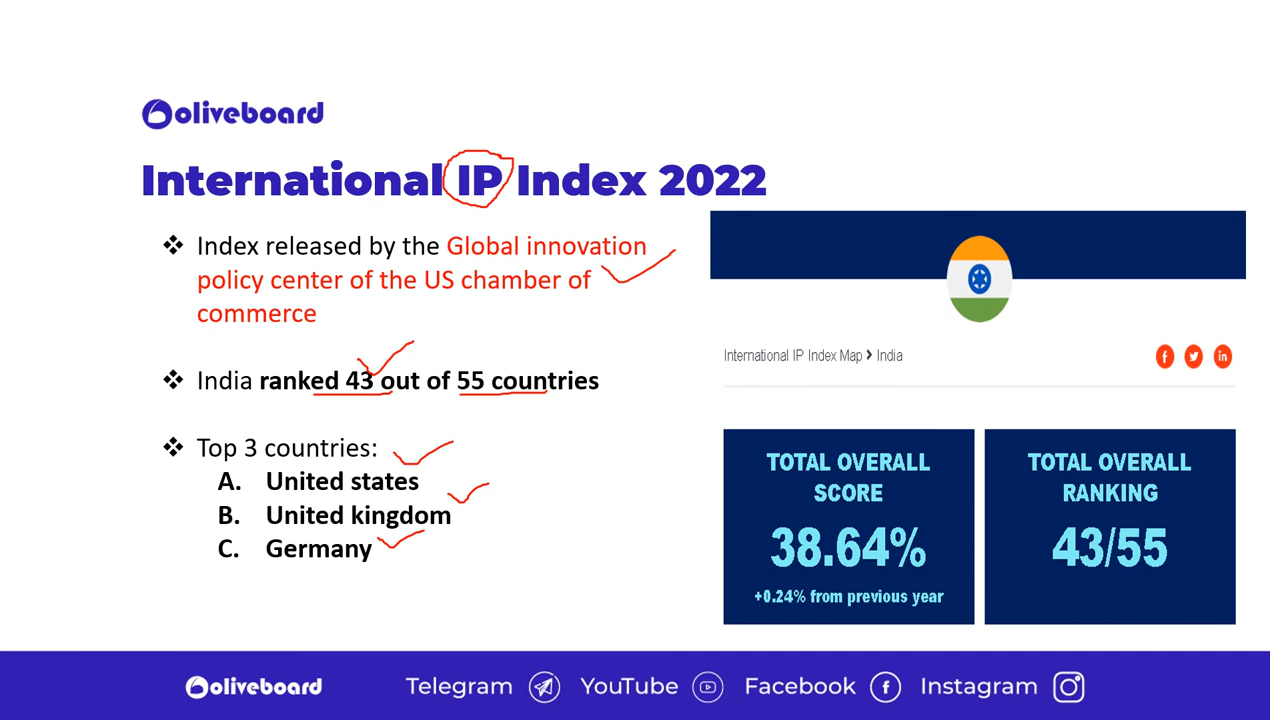 oliveboard
International IP Index 2022
❖ Index released by the Global innovation
policy center of the US chamber of
commerce
❖ India ranked 43 out of 55 countries
❖ Top 3 countries:
A. United states
B. United kingdom
C. Germany
International IP Index Map > India
TOTAL OVERALL
SCORE
38.64%
+0.24% from previous year
TOTAL OVERALL
RANKING
43/55
oliveboard Telegram YouTube Facebook Instagram